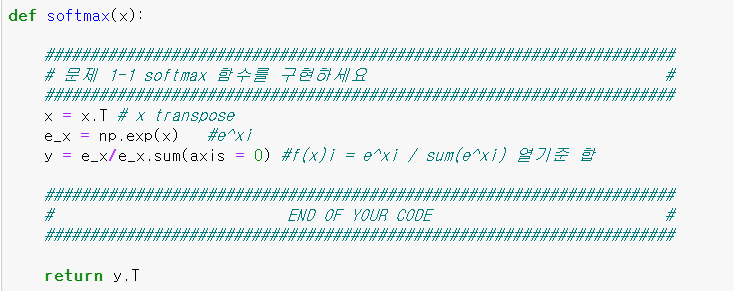 def softmax(x):
################################################################################
# 문제 1-1 softmax 함수를 구현하세요 #
################################################################################
x = x.T # x transpose
e_x = np.exp(x) #e^xi
y = e_x/e_x.sum(axis = 0) #f(x)i = e^xi / sum(e^xi) 열기준 합
################################################################################
# END OF YOUR CODE #
################################################################################
return y.T